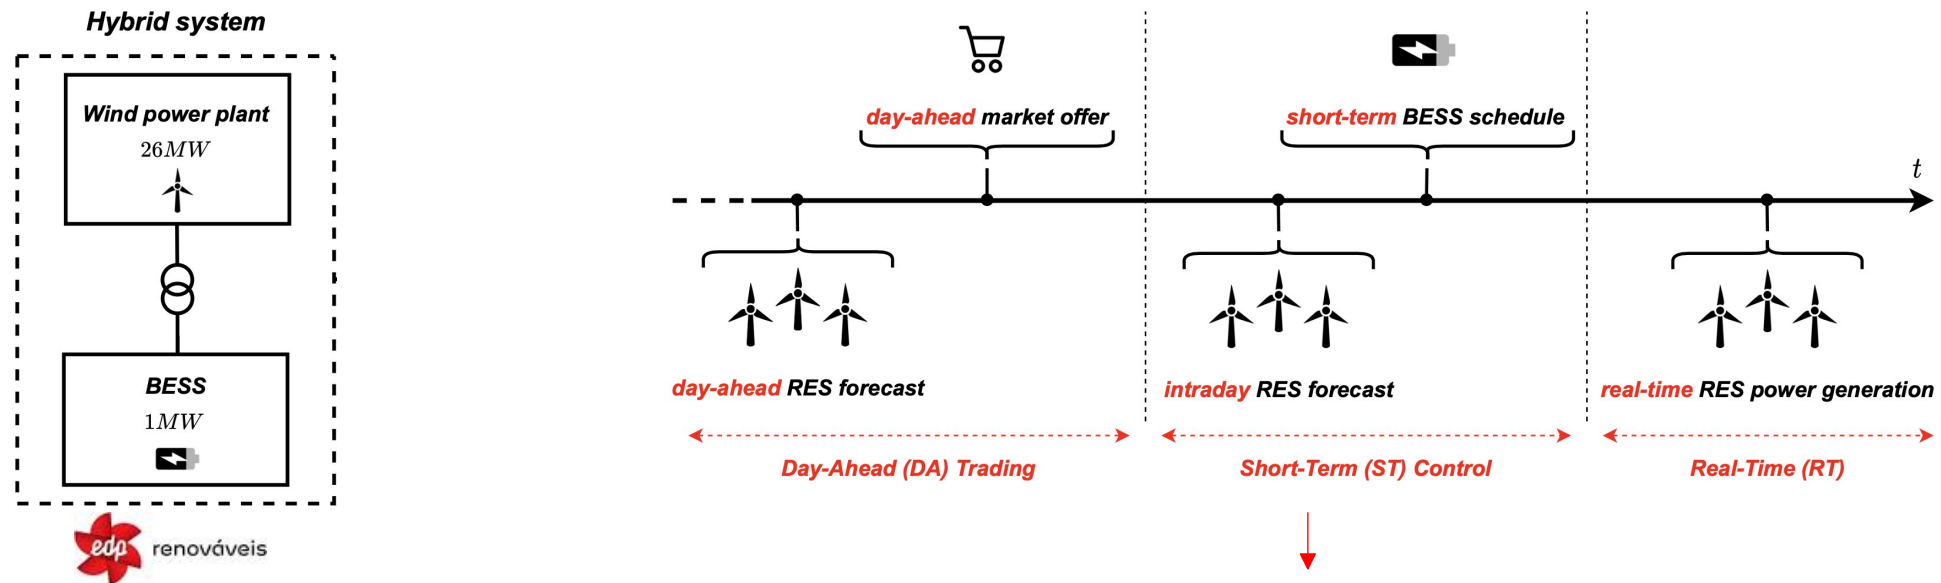 Hybrid system
Wind power plant
26MW
BESS
1MW
edp renováveis
day-ahead market offer
short-term BESS schedule
t
day-ahead RES forecast
intraday RES forecast
real-time RES power generation
Day-Ahead (DA) Trading
Short-Term (ST) Control
Real-Time (RT)